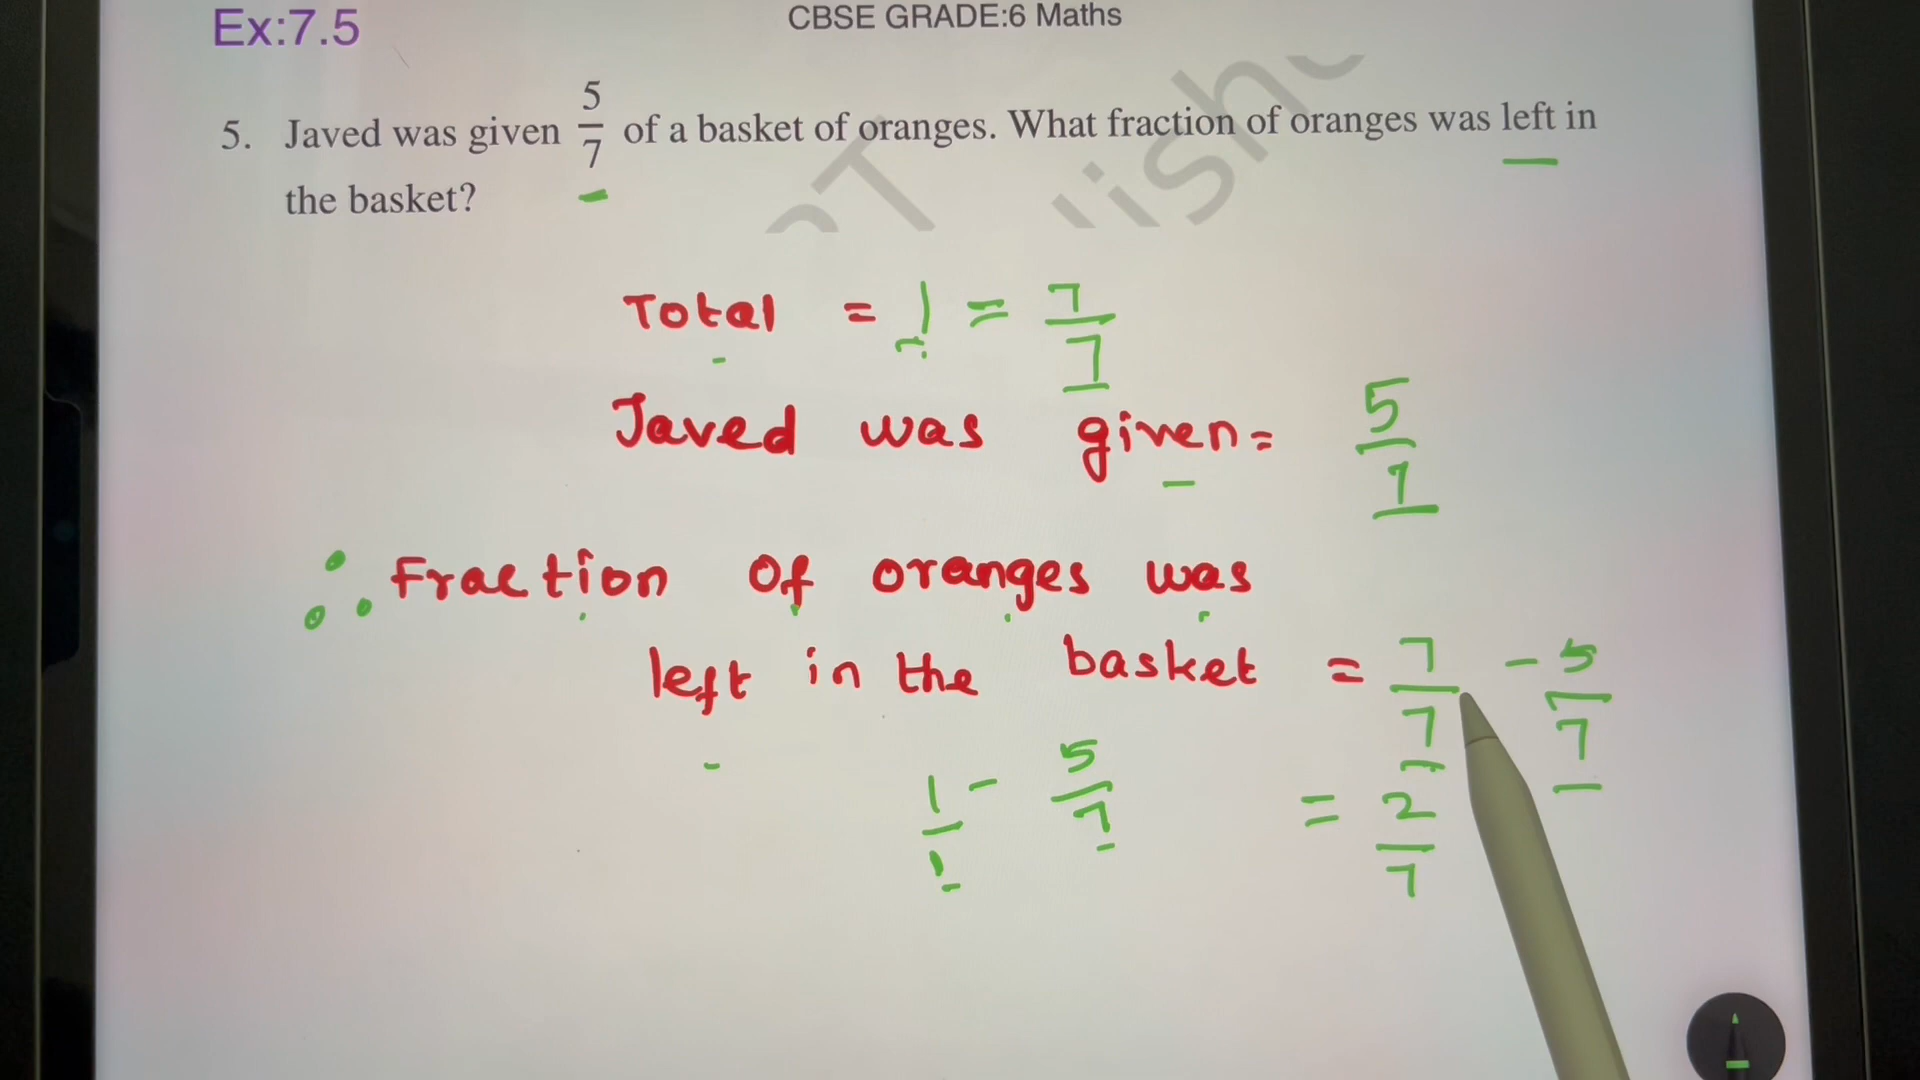 Ex:7.5
CBSE GRADE:6 Maths
5. Javed was given 5/7 of a basket of oranges. What fraction of oranges was left in
the basket?
Total = 1 = 7/7
Javed was given = 5/7
∴ Fraction of oranges was
left in the basket = 7/7 - 5/7
1/1 - 5/7 = 2/7